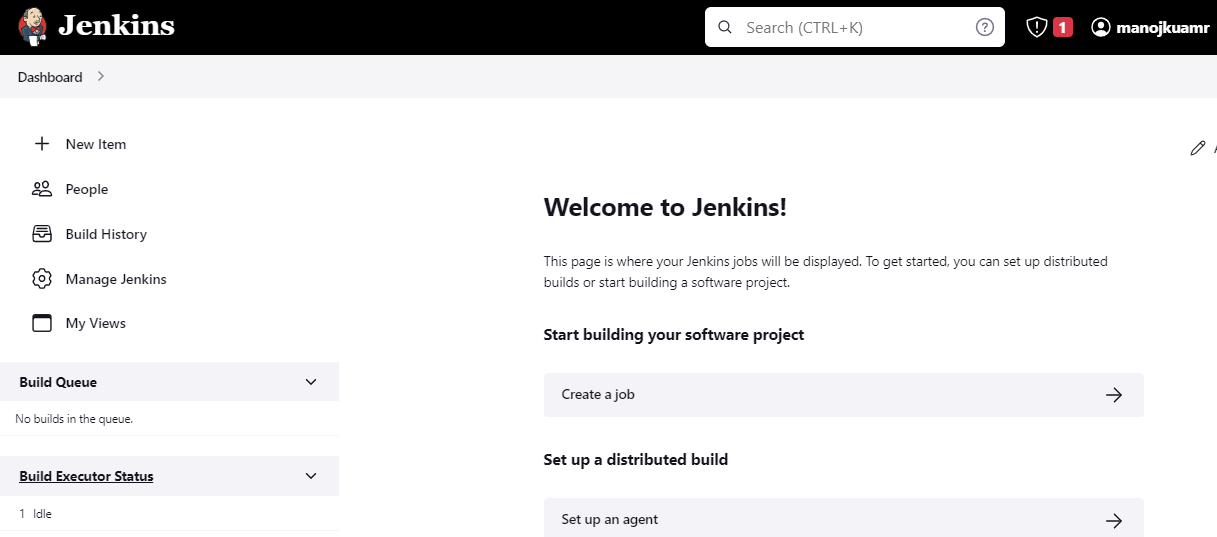 Jenkins
Search (CTRL+K)
1
manojkuamr
Dashboard
New Item
People
Build History
Manage Jenkins
My Views
Build Queue
No builds in the queue.
Build Executor Status
1 Idle
Welcome to Jenkins!
This page is where your Jenkins jobs will be displayed. To get started, you can set up distributed
builds or start building a software project.
Start building your software project
Create a job
Set up a distributed build
Set up an agent